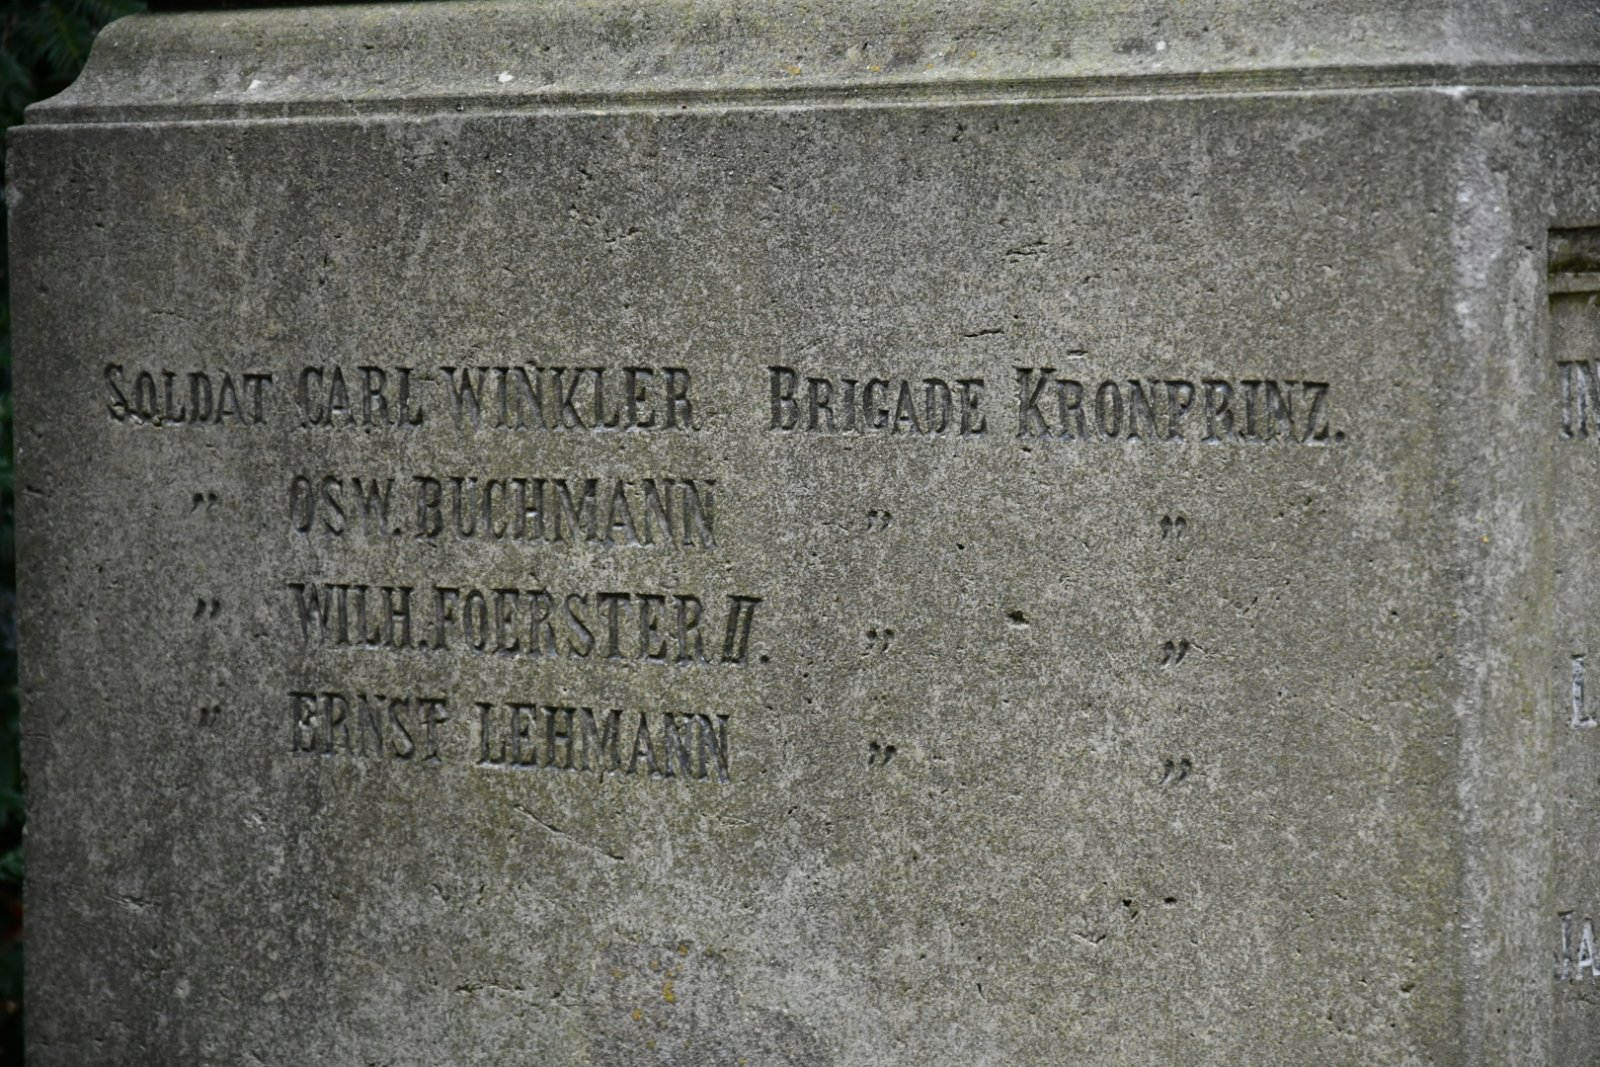 SOLDAT CARL WINKLER BRIGADE KRONPRINZ.
" OSW. BUCHMANN " "
" WILH. FOERSTER II. " "
" ERNST LEHMANN " "